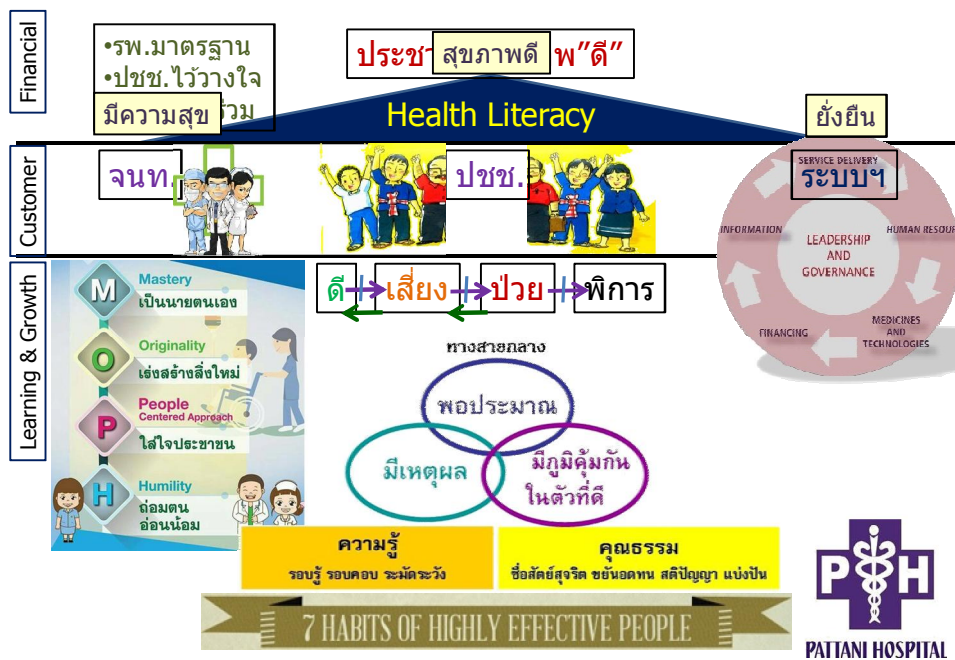 Financial
•รพ.มาตรฐาน
•ปชช.ไว้วางใจ
ร่วม
มีความสุข
ประชา
สุขภาพดี
พ”ดี”
Health Literacy
ยั่งยืน
Customer
จนท.
ปชช.
ระบบฯ
SERVICE DELIVERY
INFORMATION
HUMAN RESOUR
LEADERSHIP
AND
GOVERNANCE
FINANCING
MEDICINES
AND
TECHNOLOGIES
Learning & Growth
M
Mastery
เป็นนายตนเอง
O
Originality
เร่งสร้างสิ่งใหม่
P
People
Centered Approach
ใส่ใจประชาชน
H
Humility
ถ่อมตน
อ่อนน้อม
ดี เสี่ยง ป่วย พิการ
ทางสายกลาง
พอประมาณ
มีเหตุผล
มีภูมิคุ้มกัน
ในตัวที่ดี
ความรู้
รอบรู้ รอบคอบ ระมัดระวัง
คุณธรรม
ซื่อสัตย์สุจริต ขยันอดทน สติปัญญา แบ่งปัน
7 HABITS OF HIGHLY EFFECTIVE PEOPLE
P H
PATTANI HOSPITAL